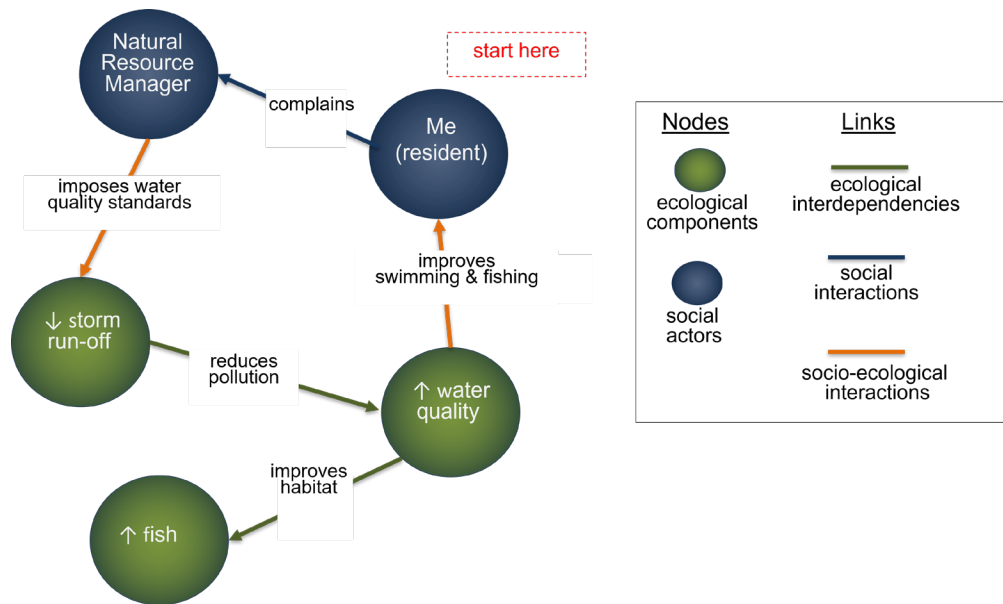 start here
Natural
Resource
Manager
complains
Me
(resident)
imposes water
quality standards
improves
swimming & fishing
↓ storm
run-off
reduces
pollution
↑ water
quality
improves
habitat
↑ fish
Nodes
Links
ecological
components
ecological
interdependencies
social
actors
social
interactions
socio-ecological
interactions